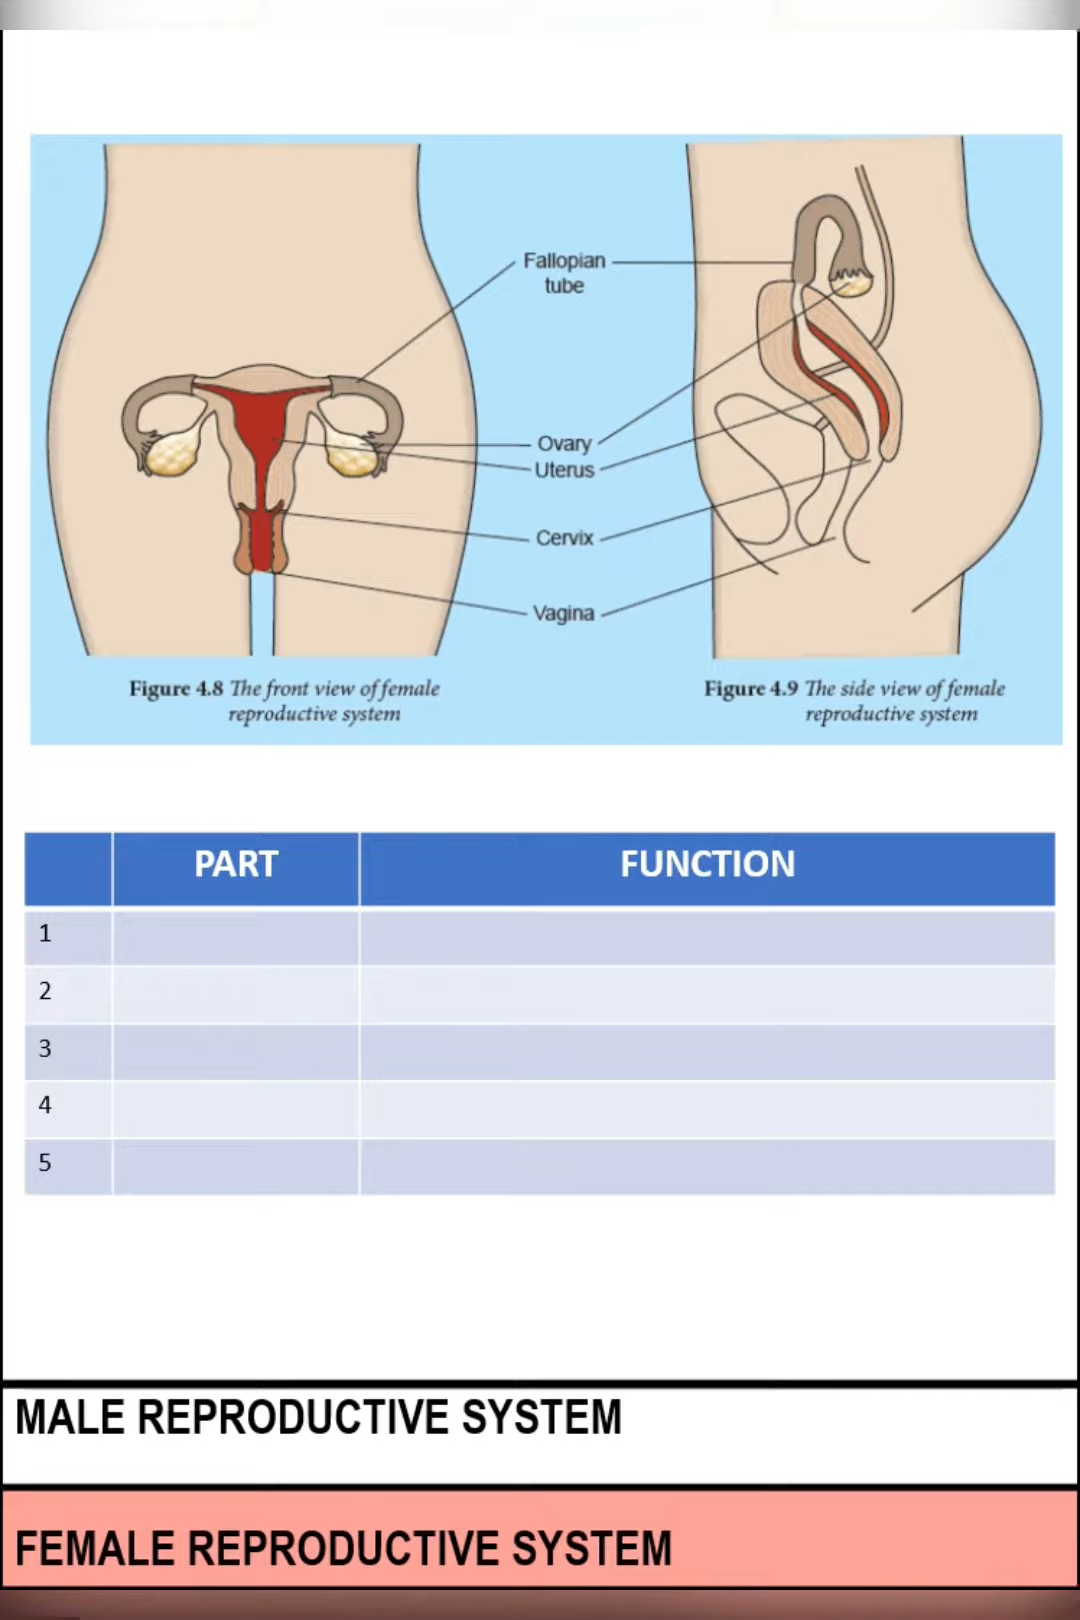 Fallopian
tube
Ovary
Uterus
Cervix
Vagina
Figure 4.8 The front view of female
reproductive system
Figure 4.9 The side view of female
reproductive system
PART FUNCTION
1
2
3
4
5
MALE REPRODUCTIVE SYSTEM
FEMALE REPRODUCTIVE SYSTEM